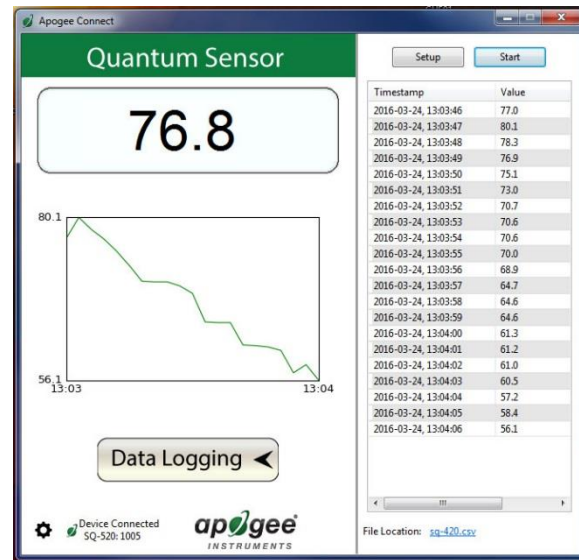 Apogee Connect
Quantum Sensor
76.8
80.1
56.1
13:03
13:04
Data Logging
Device Connected
SQ-520: 1005
apogee
INSTRUMENTS
Setup
Start
Timestamp Value
2016-03-24, 13:03:46 77.0
2016-03-24, 13:03:47 80.1
2016-03-24, 13:03:48 78.3
2016-03-24, 13:03:49 76.9
2016-03-24, 13:03:50 75.1
2016-03-24, 13:03:51 73.0
2016-03-24, 13:03:52 70.7
2016-03-24, 13:03:53 70.6
2016-03-24, 13:03:54 70.6
2016-03-24, 13:03:55 70.0
2016-03-24, 13:03:56 68.9
2016-03-24, 13:03:57 64.7
2016-03-24, 13:03:58 64.6
2016-03-24, 13:03:59 64.6
2016-03-24, 13:04:00 61.3
2016-03-24, 13:04:01 61.2
2016-03-24, 13:04:02 61.0
2016-03-24, 13:04:03 60.5
2016-03-24, 13:04:04 57.2
2016-03-24, 13:04:05 58.4
2016-03-24, 13:04:06 56.1
File Location: sq-420.csv